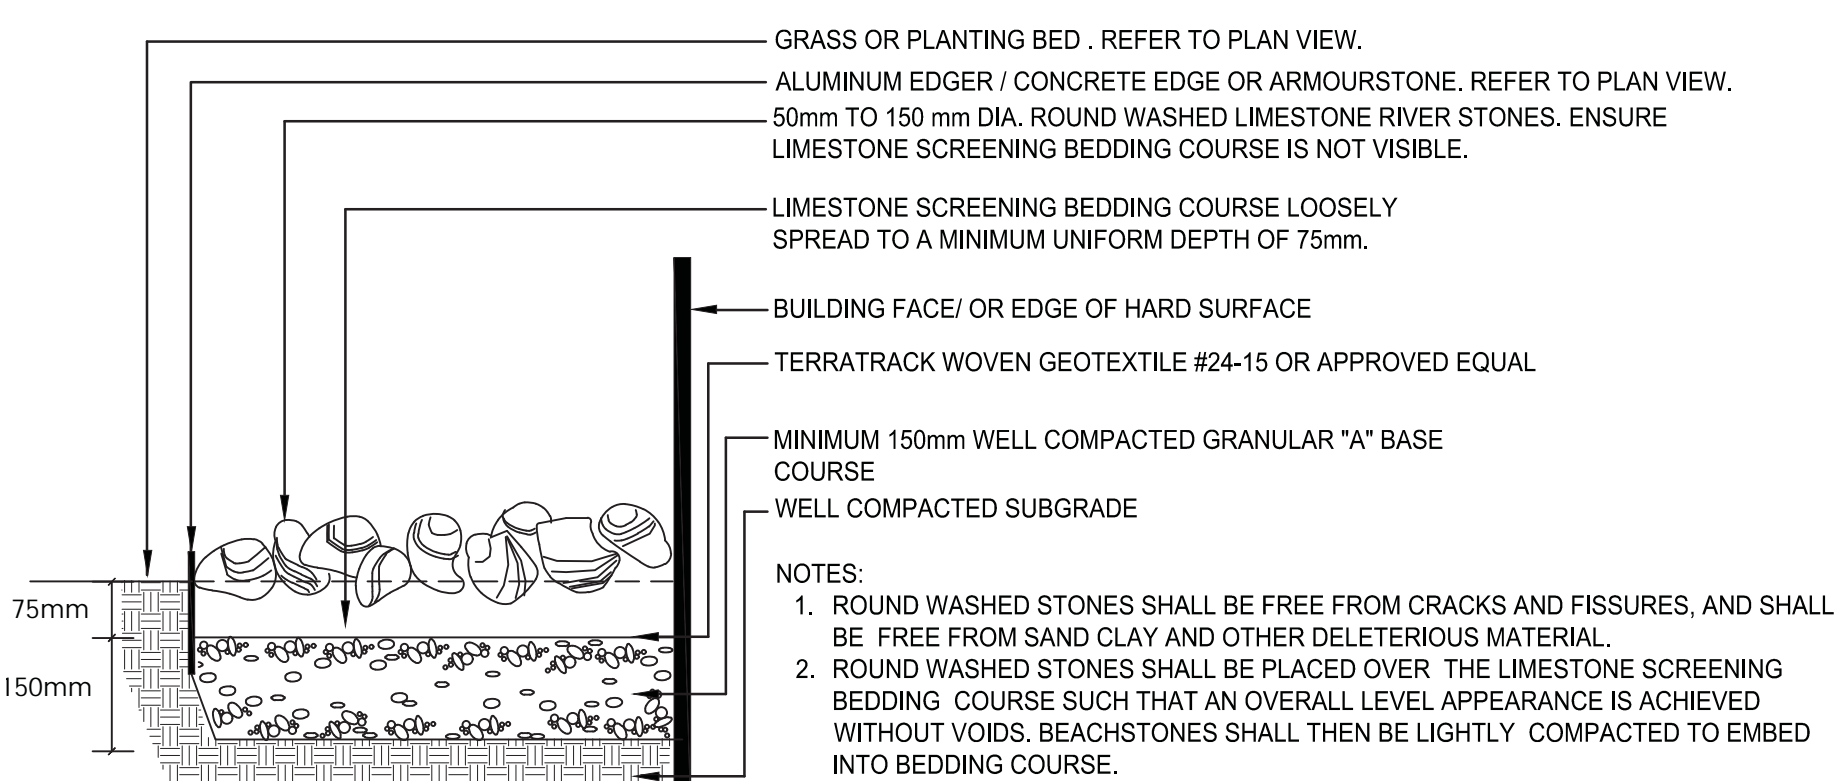 GRASS OR PLANTING BED . REFER TO PLAN VIEW.
ALUMINUM EDGER / CONCRETE EDGE OR ARMOURSTONE. REFER TO PLAN VIEW.
50mm TO 150 mm DIA. ROUND WASHED LIMESTONE RIVER STONES. ENSURE
LIMESTONE SCREENING BEDDING COURSE IS NOT VISIBLE.
LIMESTONE SCREENING BEDDING COURSE LOOSELY
SPREAD TO A MINIMUM UNIFORM DEPTH OF 75mm.
BUILDING FACE/ OR EDGE OF HARD SURFACE
TERRATRACK WOVEN GEOTEXTILE #24-15 OR APPROVED EQUAL
MINIMUM 150mm WELL COMPACTED GRANULAR "A" BASE
COURSE
WELL COMPACTED SUBGRADE
75mm
150mm
NOTES:
1. ROUND WASHED STONES SHALL BE FREE FROM CRACKS AND FISSURES, AND SHALL
BE FREE FROM SAND CLAY AND OTHER DELETERIOUS MATERIAL.
2. ROUND WASHED STONES SHALL BE PLACED OVER THE LIMESTONE SCREENING
BEDDING COURSE SUCH THAT AN OVERALL LEVEL APPEARANCE IS ACHIEVED
WITHOUT VOIDS. BEACHSTONES SHALL THEN BE LIGHTLY COMPACTED TO EMBED
INTO BEDDING COURSE.